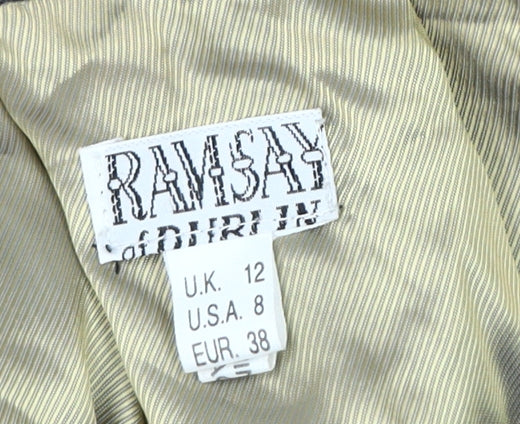 RAMSAY
of DUBLIN
U.K. 12
U.S.A. 8
EUR. 38